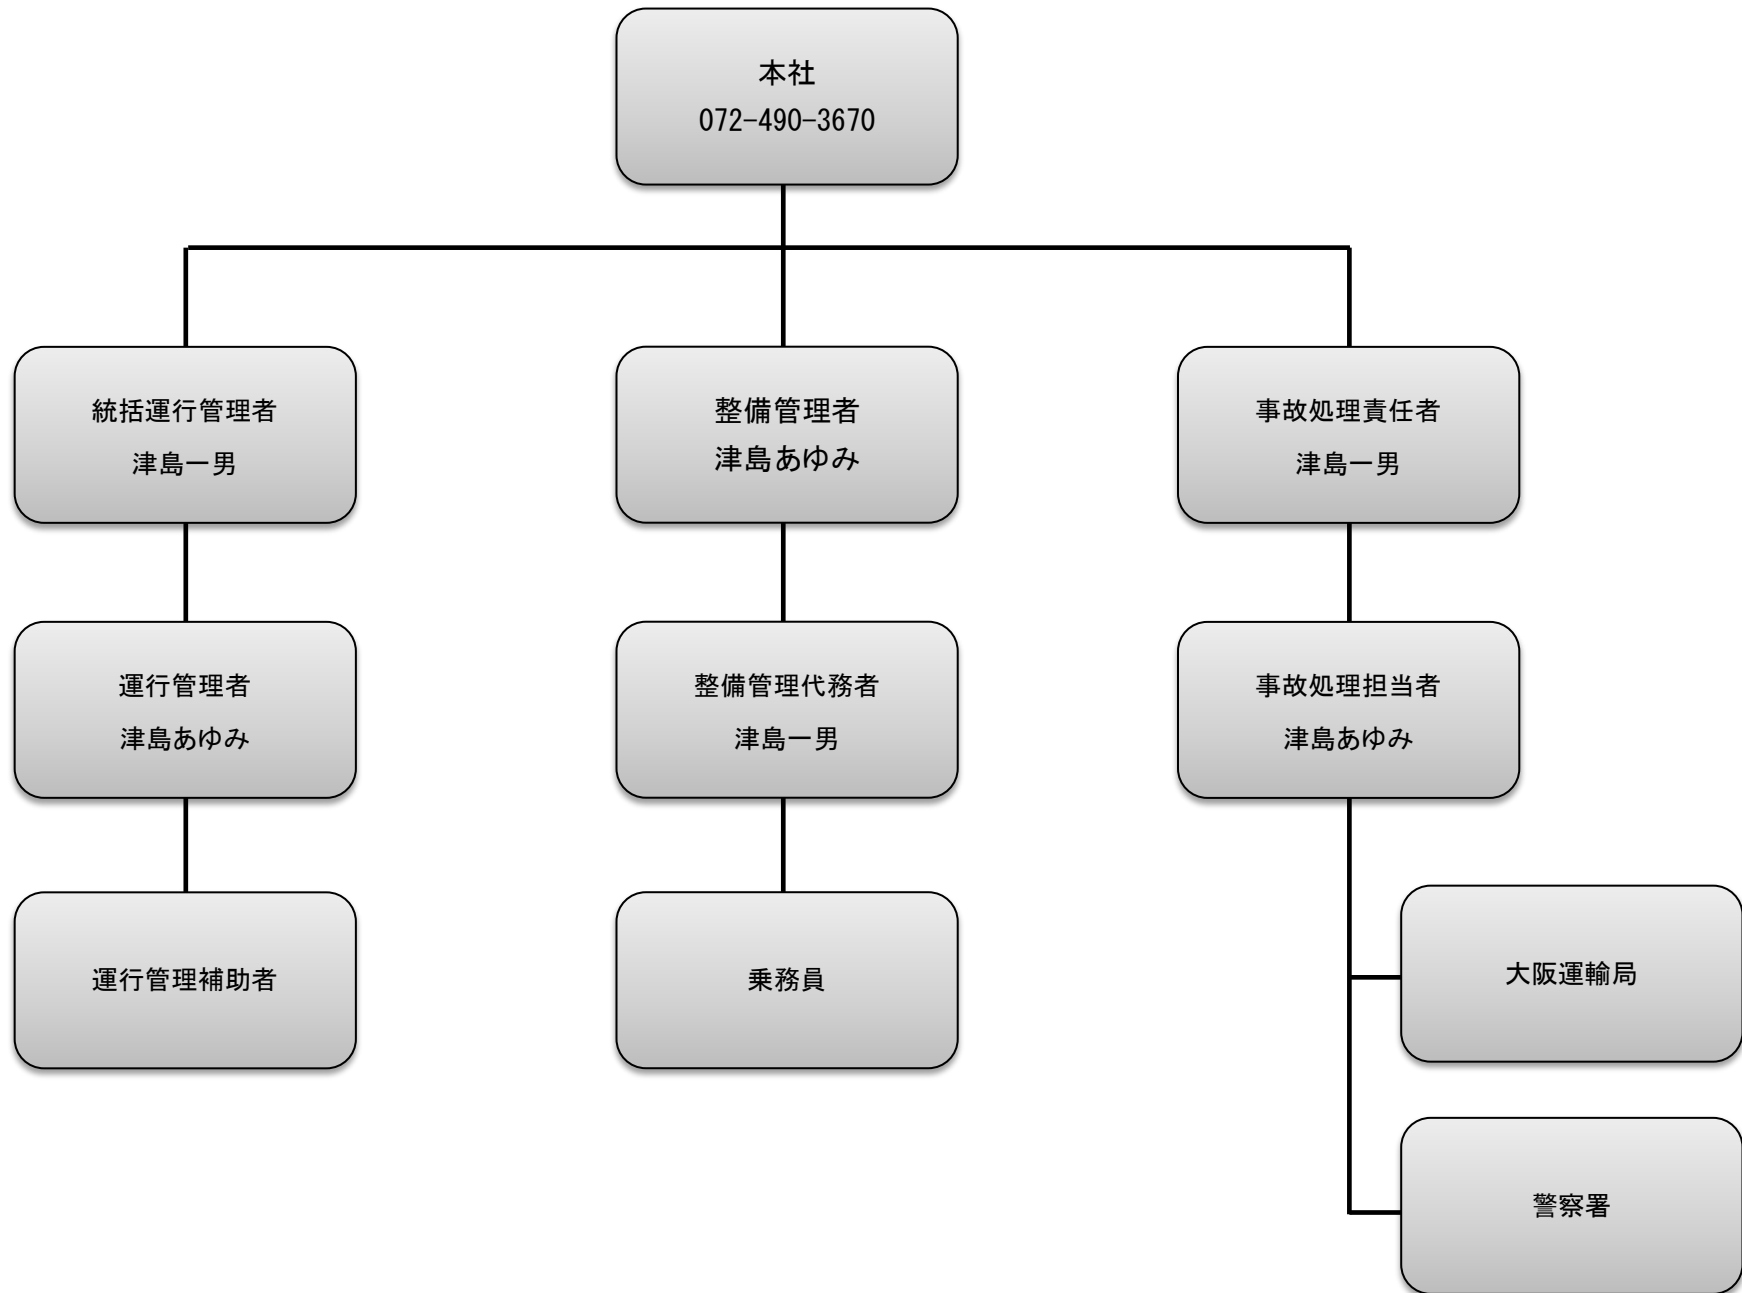 本社
072-490-3670
統括運行管理者
津島一男
整備管理者
津島あゆみ
事故処理責任者
津島一男
運行管理者
津島あゆみ
整備管理代務者
津島一男
事故処理担当者
津島あゆみ
運行管理補助者
乗務員
大阪運輸局
警察署